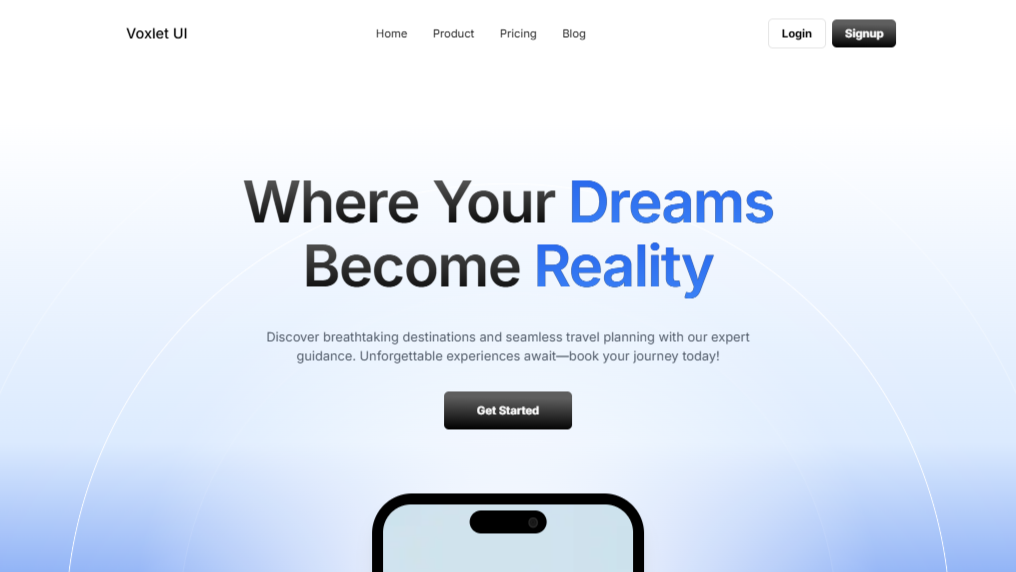 Voxlet UI
Home Product Pricing Blog
Login Signup
Where Your Dreams
Become Reality
Discover breathtaking destinations and seamless travel planning with our expert
guidance. Unforgettable experiences await—book your journey today!
Get Started